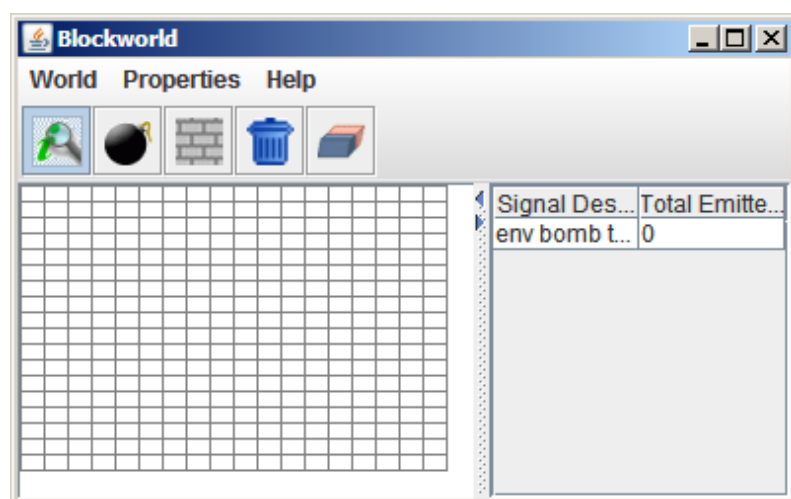 Blockworld
World Properties Help
Signal Des... Total Emitte...
env bomb t... 0